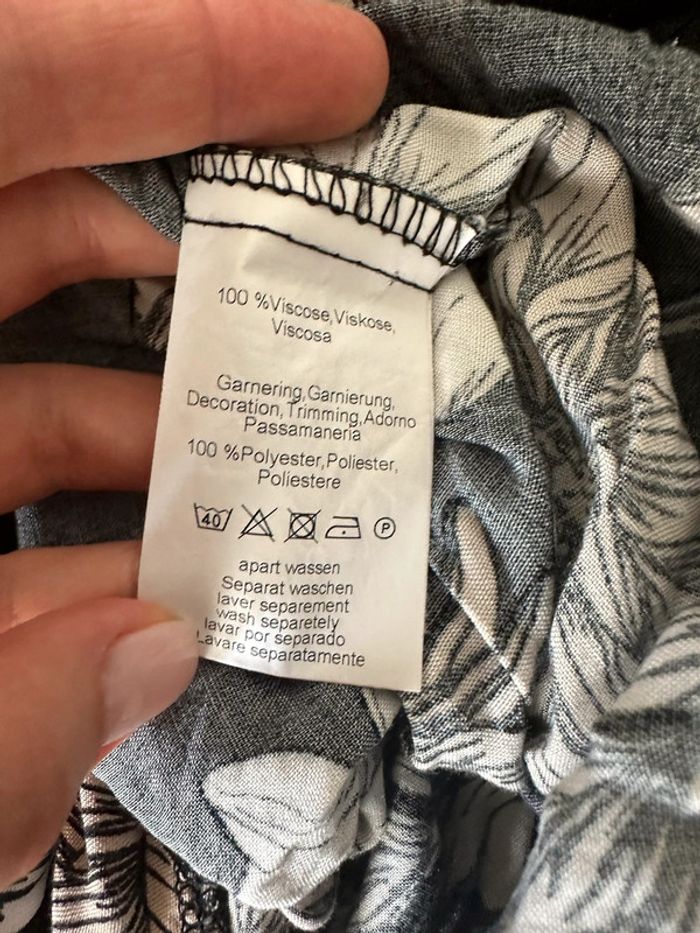 100 %Viscose,Viskose,
Viscosa
Garnering,Garnierung,
Decoration,Trimming,Adorno
Passamaneria
100 %Polyester,Poliester,
Poliestere
40 P
apart wassen
Separat waschen
laver separement
wash separetely
lavar por separado
Lavare separatamente